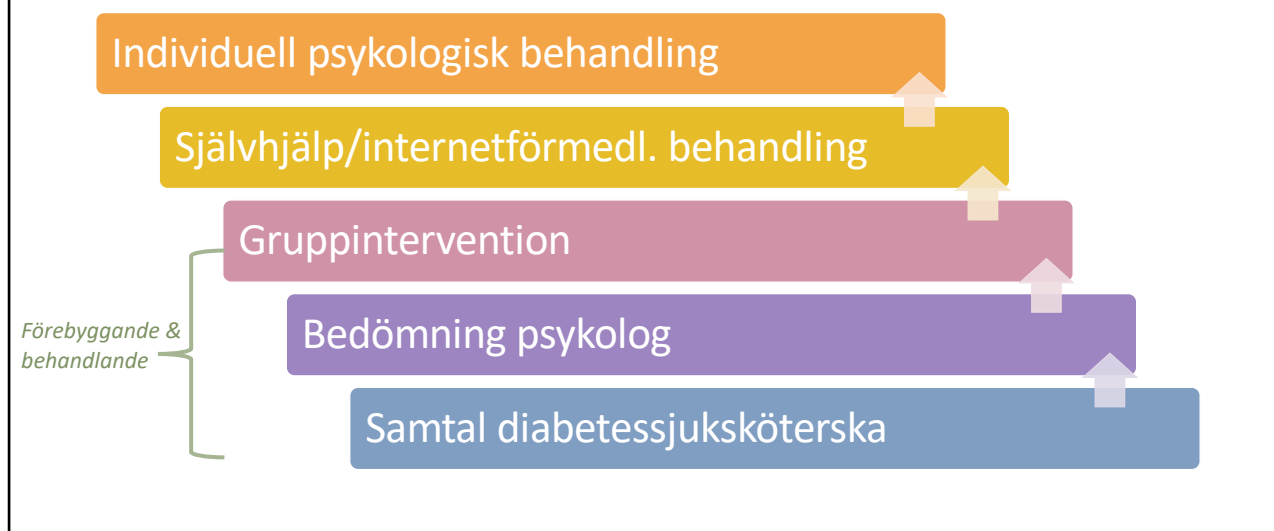 Individuell psykologisk behandling
Självhjälp/internetförmedl. behandling
Gruppintervention
Förebyggande &
behandlande
Bedömning psykolog
Samtal diabetessjuksköterska